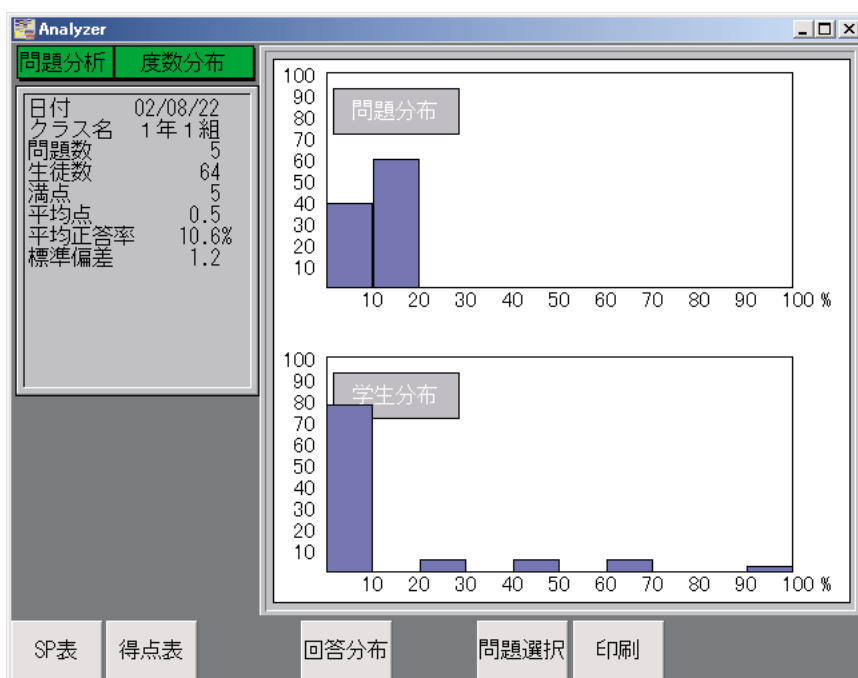 Analyzer
問題分析 度数分布
日付 02/08/22
クラス名 1年1組
問題数 5
生徒数 64
満点 5
平均点 0.5
平均正答率 10.6%
標準偏差 1.2
問題分布
100
90
80
70
60
50
40
30
20
10
10 20 30 40 50 60 70 80 90 100 %
学生分布
100
90
80
70
60
50
40
30
20
10
10 20 30 40 50 60 70 80 90 100 %
SP表 得点表 回答分布 問題選択 印刷